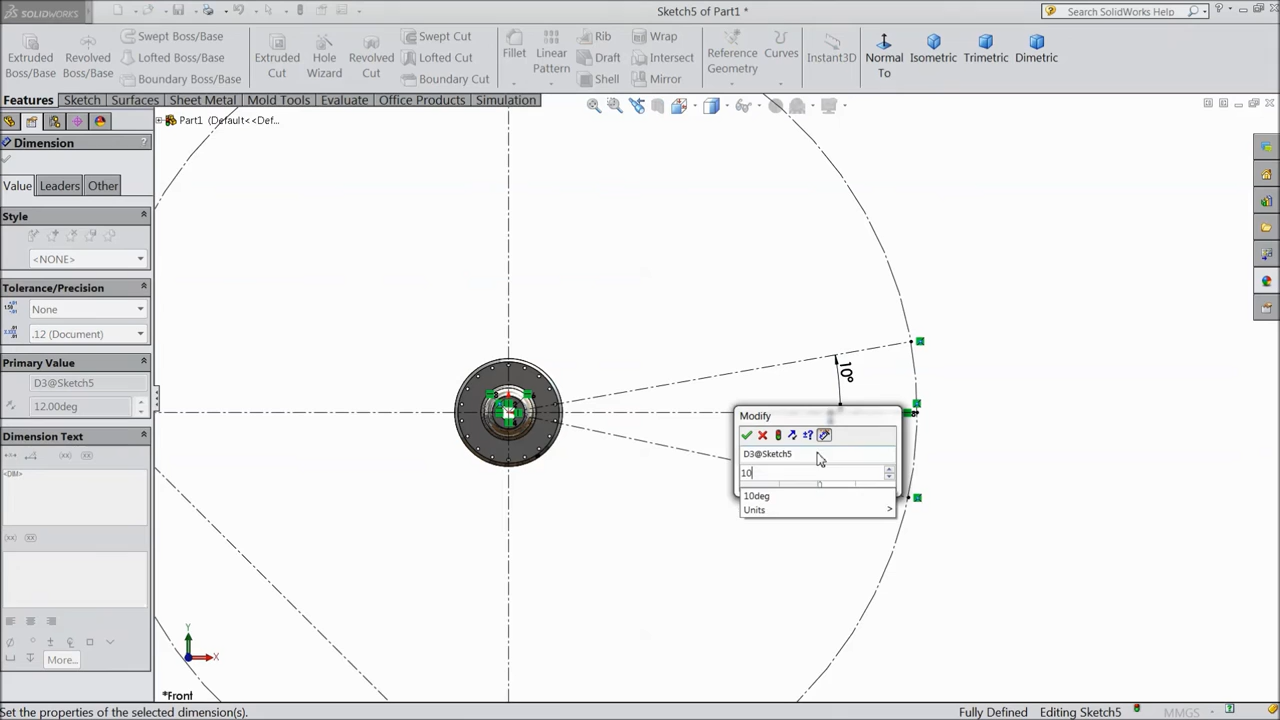 SOLIDWORKS
Sketch5 of Part1 *
Search SolidWorks Help
Extruded Boss/Base
Revolved Boss/Base
Swept Boss/Base
Lofted Boss/Base
Boundary Boss/Base
Extruded Cut
Hole Wizard
Revolved Cut
Swept Cut
Lofted Cut
Boundary Cut
Fillet
Linear Pattern
Rib
Draft
Shell
Wrap
Intersect
Mirror
Reference Geometry
Curves
Instant3D
Normal To
Isometric
Trimetric
Dimetric
Features
Sketch
Surfaces
Sheet Metal
Mold Tools
Evaluate
Office Products
Simulation
Part1 (Default<<Def...
Dimension
Value
Leaders
Other
Style
<NONE>
Tolerance/Precision
None
.12 (Document)
Primary Value
D3@Sketch5
12.00deg
Dimension Text
<DIM>
More...
10°
Modify
D3@Sketch5
10
10deg
Units
Y
X
*Front
Set the properties of the selected dimension(s).
Fully Defined
Editing Sketch5
MMGS